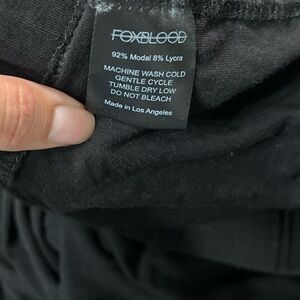 FOXBLOOD
92% Modal 8% Lycra
MACHINE WASH COLD
GENTLE CYCLE
TUMBLE DRY LOW
DO NOT BLEACH
Made in Los Angeles